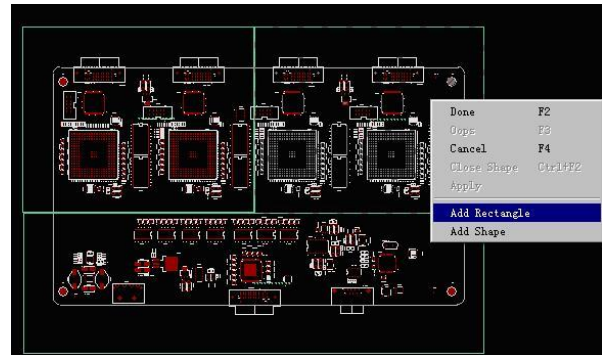 Done F2
Oops F3
Cancel F4
Close Shape Ctrl+F2
Apply
Add Rectangle
Add Shape